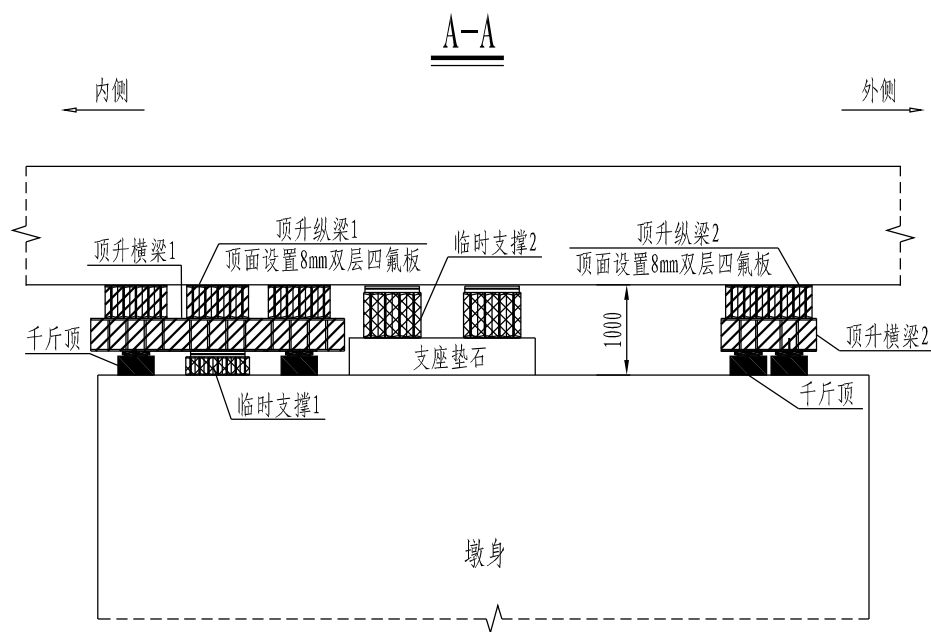 A-A
内侧
外侧
顶升纵梁1
顶面设置8mm双层四氟板
顶升横梁1
临时支撑2
顶升纵梁2
顶面设置8mm双层四氟板
千斤顶
1000
顶升横梁2
支座垫石
临时支撑1
千斤顶
墩身